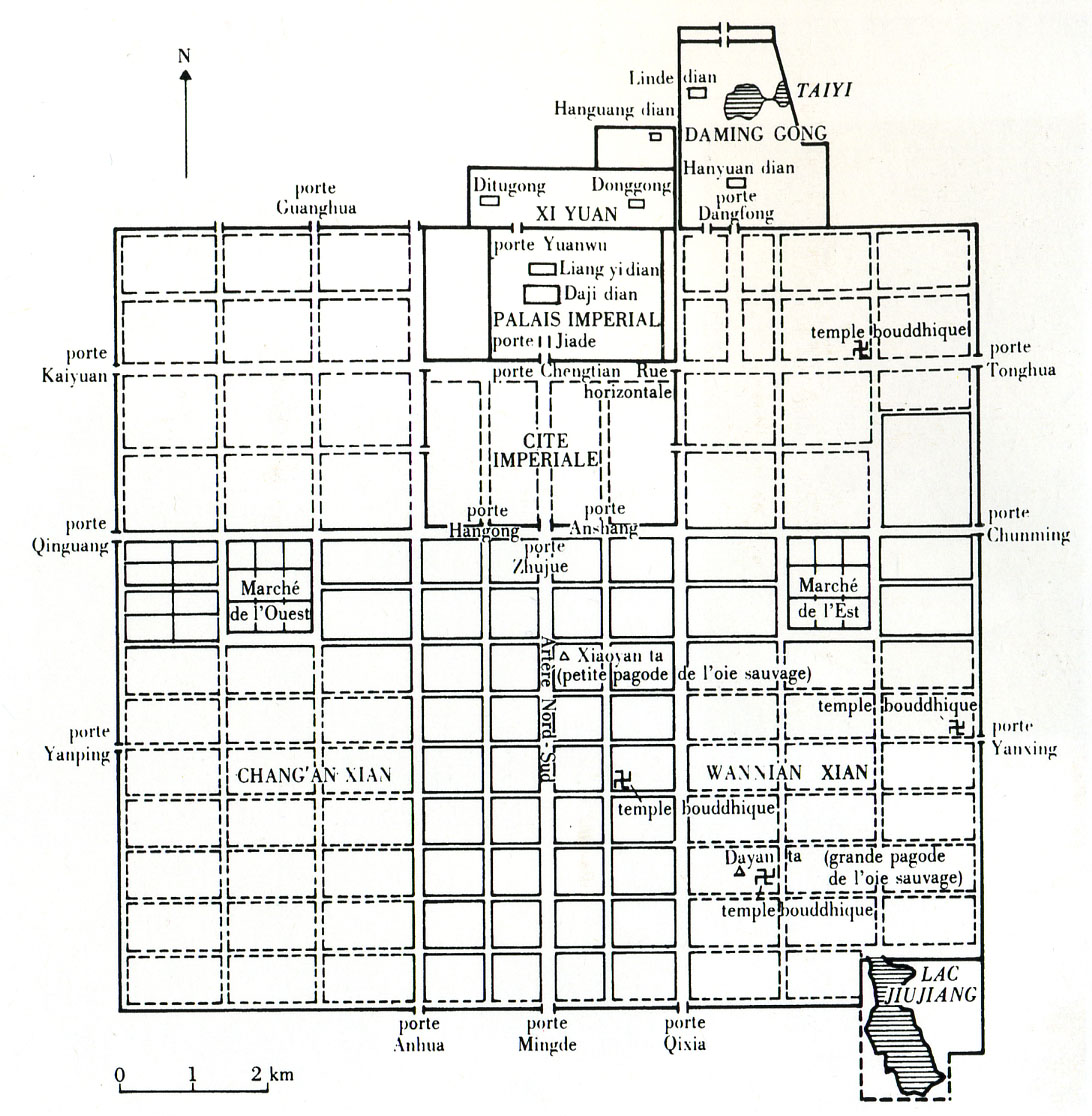 N
Linde dian
TAIYI
Hanguang dian
DAMING GONG
Hanyuan dian
porte
Dangfong
Ditugong
Donggong
XI YUAN
porte
Guanghua
porte Yuanwu
Liang yi dian
Daji dian
PALAIS IMPERIAL
porte Jiade
temple bouddhique
porte
Kaiyuan
porte Chengtian Rue
horizontale
porte
Tonghua
CITE
IMPERIALE
porte
Qinguang
porte
Hangong
porte
Anshang
porte
Zhujue
porte
Chunming
Marché
de l'Ouest
Marché
de l'Est
Artère Nord-Sud
Xiaoyan ta
(petite pagode de l'oie sauvage)
temple bouddhique
porte
Yanping
porte
Yanxing
CHANG'AN XIAN
WANNIAN XIAN
temple bouddhique
Dayan ta (grande pagode
de l'oie sauvage)
temple bouddhique
LAC
JIUJIANG
porte
Anhua
porte
Mingde
porte
Qixia
0 1 2 km